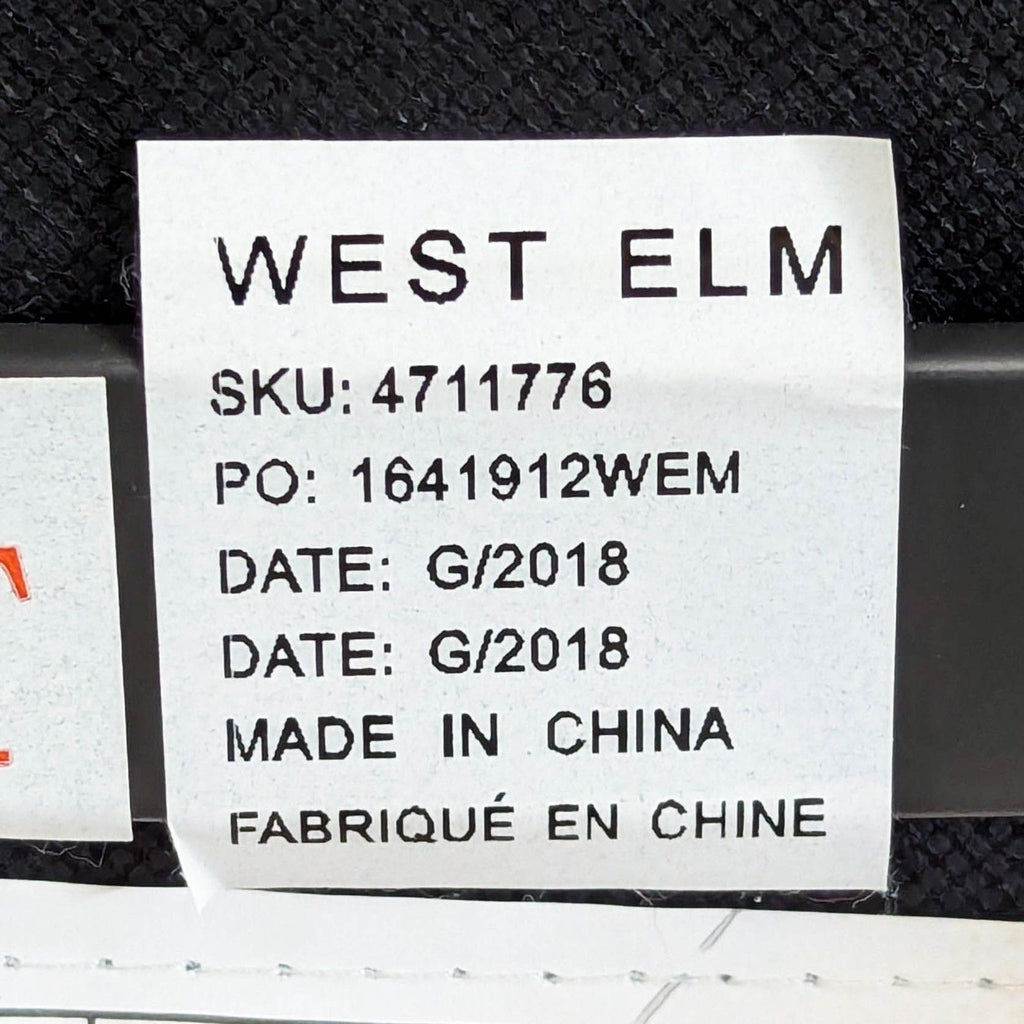 WEST ELM
SKU: 4711776
PO: 1641912WEM
DATE: G/2018
DATE: G/2018
MADE IN CHINA
FABRIQUÉ EN CHINE